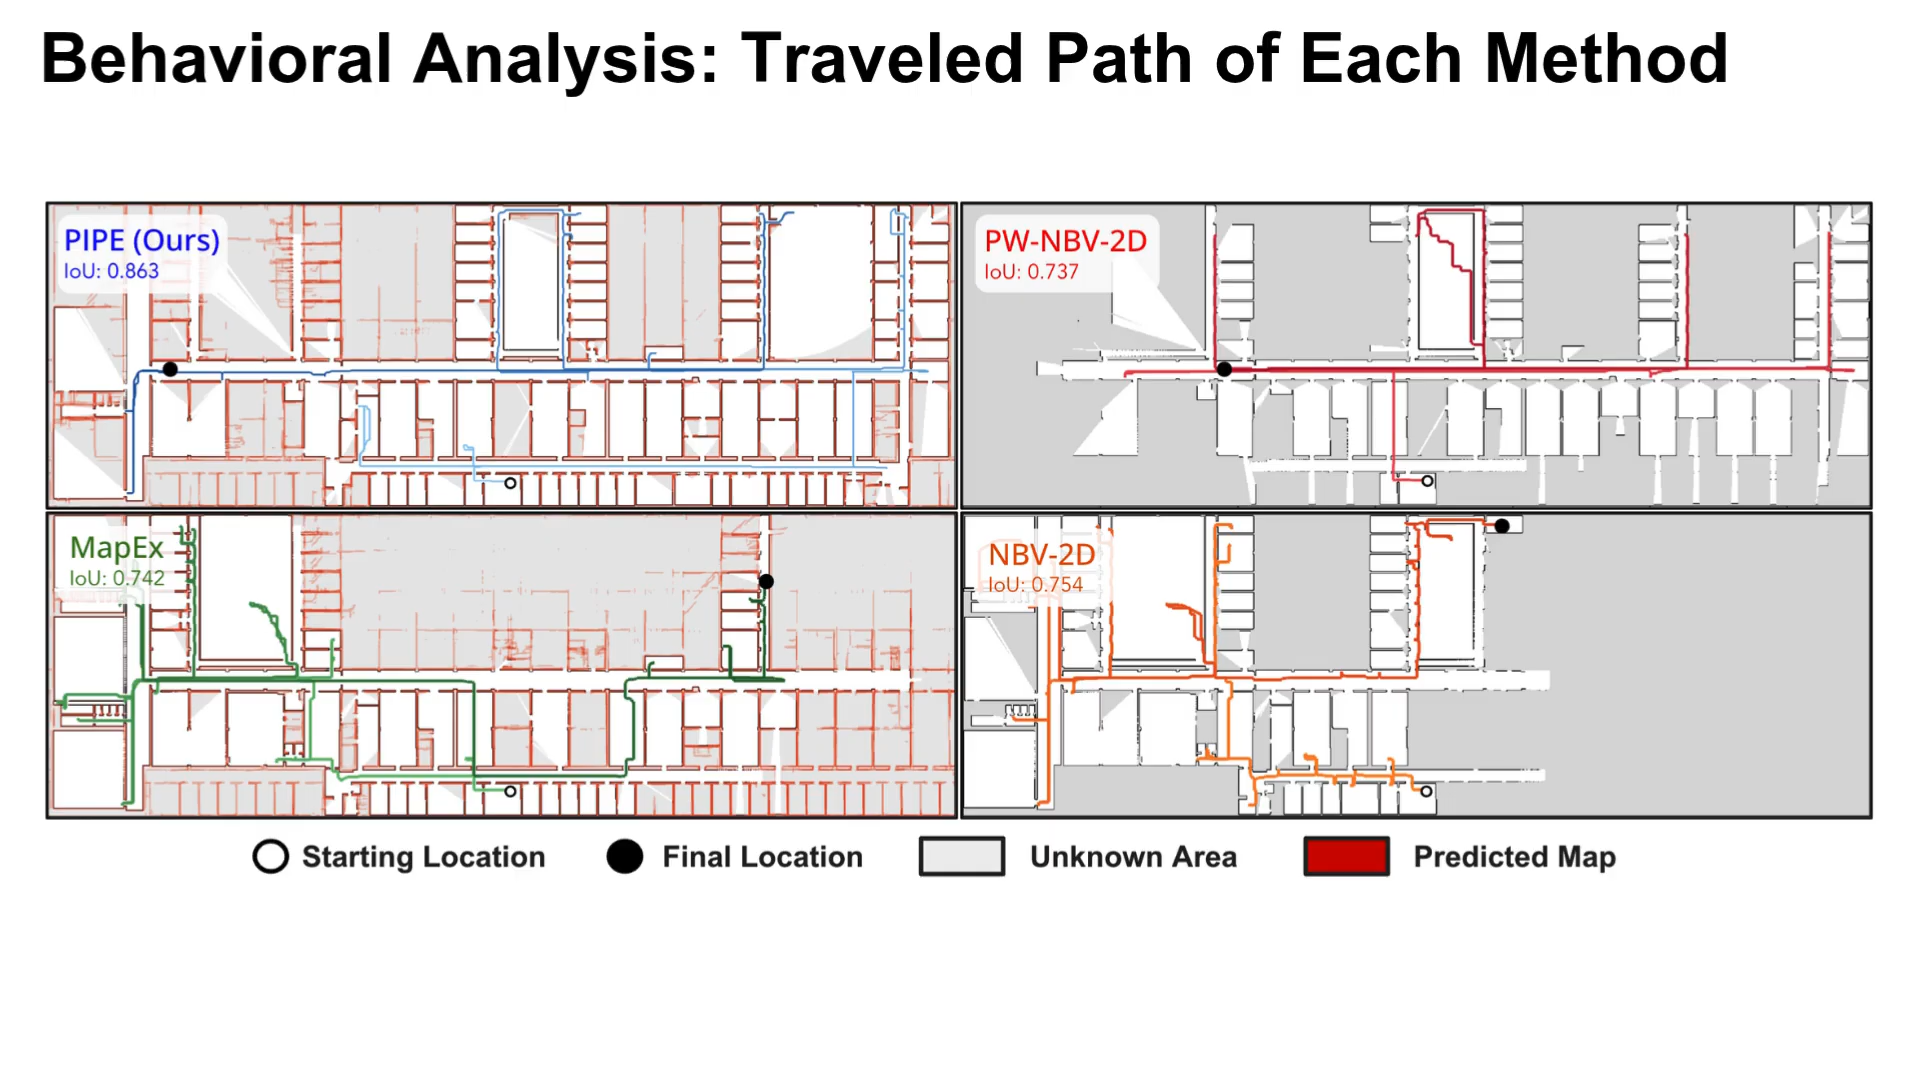 Behavioral Analysis: Traveled Path of Each Method
PIPE (Ours)
IoU: 0.863
PW-NBV-2D
IoU: 0.737
MapEx
IoU: 0.742
NBV-2D
IoU: 0.754
Starting Location
Final Location
Unknown Area
Predicted Map